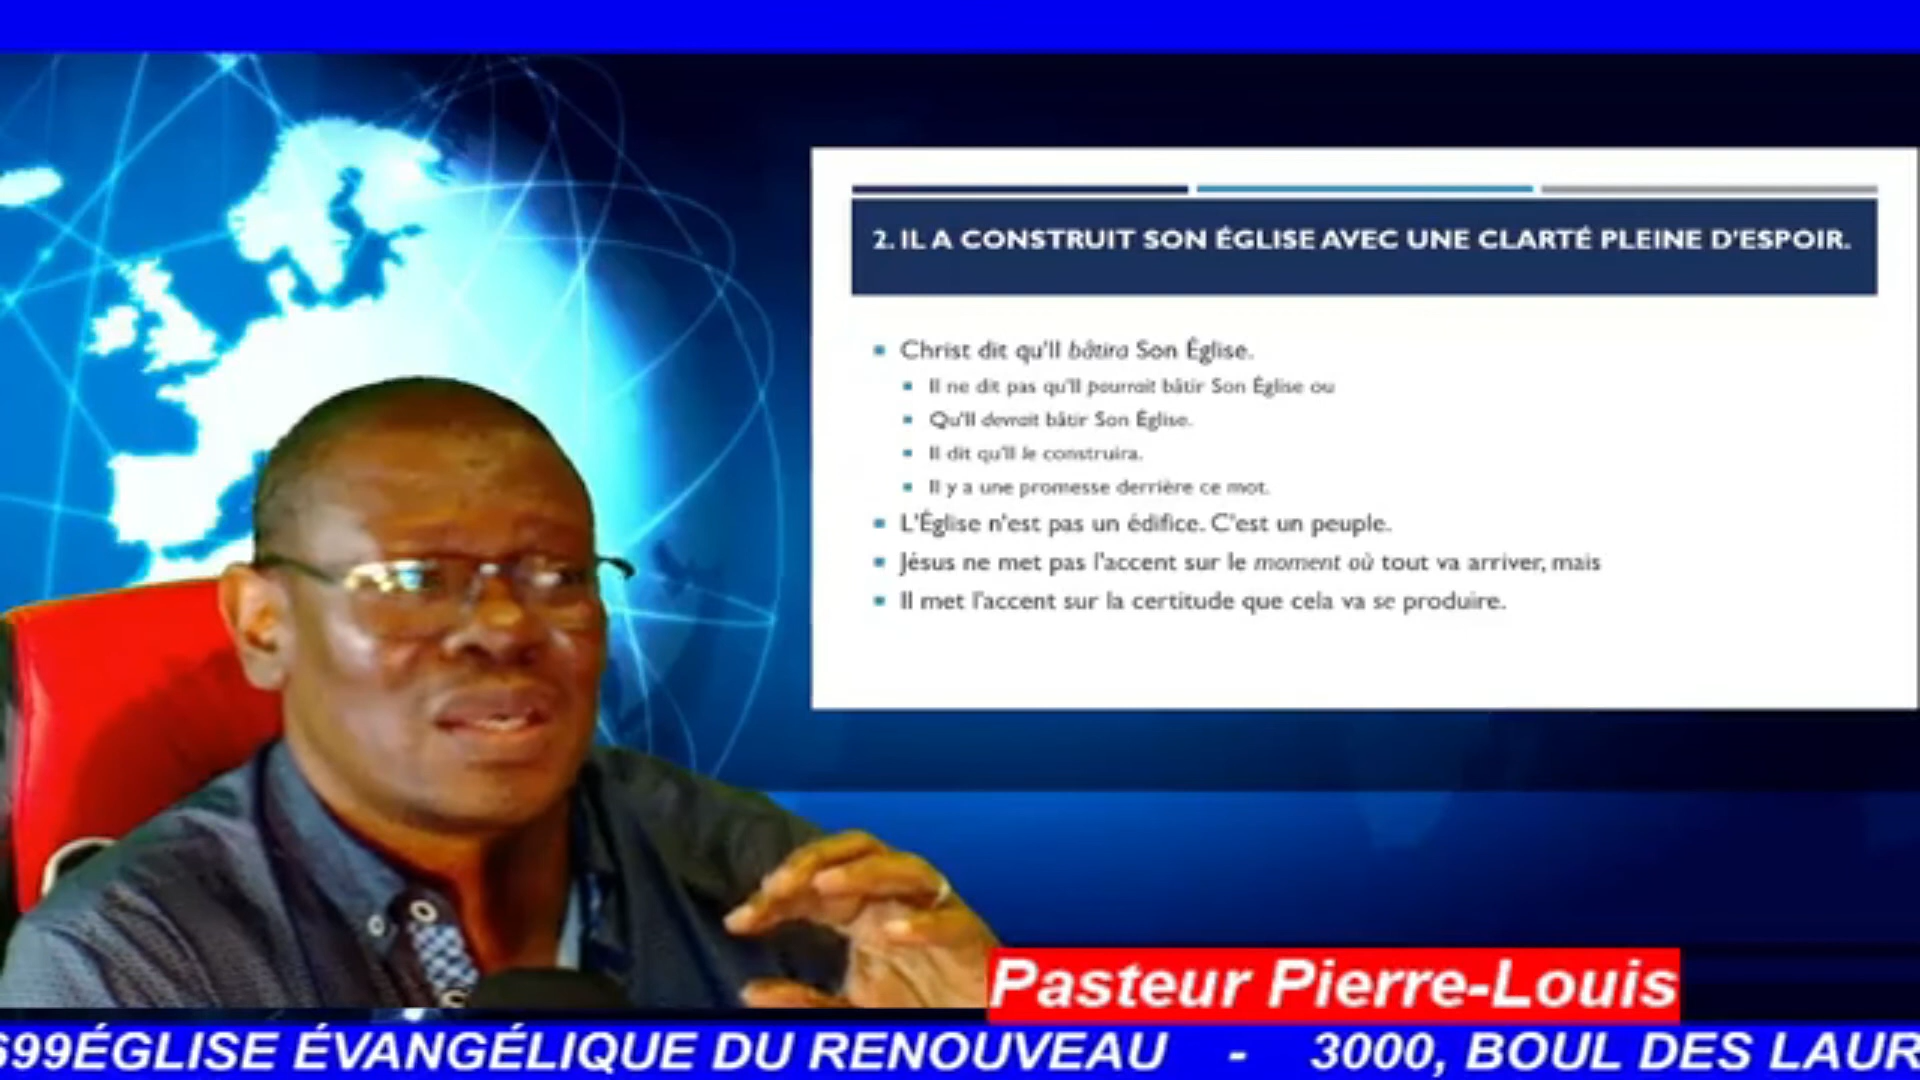 2. IL A CONSTRUIT SON ÉGLISE AVEC UNE CLARTÉ PLEINE D'ESPOIR.
Christ dit qu'Il bâtira Son Église.
Il ne dit pas qu'Il pourrait bâtir Son Église ou
Qu'Il devrait bâtir Son Église.
Il dit qu'Il le construira.
Il y a une promesse derrière ce mot.
L'Église n'est pas un édifice. C'est un peuple.
Jésus ne met pas l'accent sur le moment où tout va arriver, mais
Il met l'accent sur la certitude que cela va se produire.
Pasteur Pierre-Louis
699ÉGLISE ÉVANGÉLIQUE DU RENOUVEAU - 3000, BOUL DES LAUR